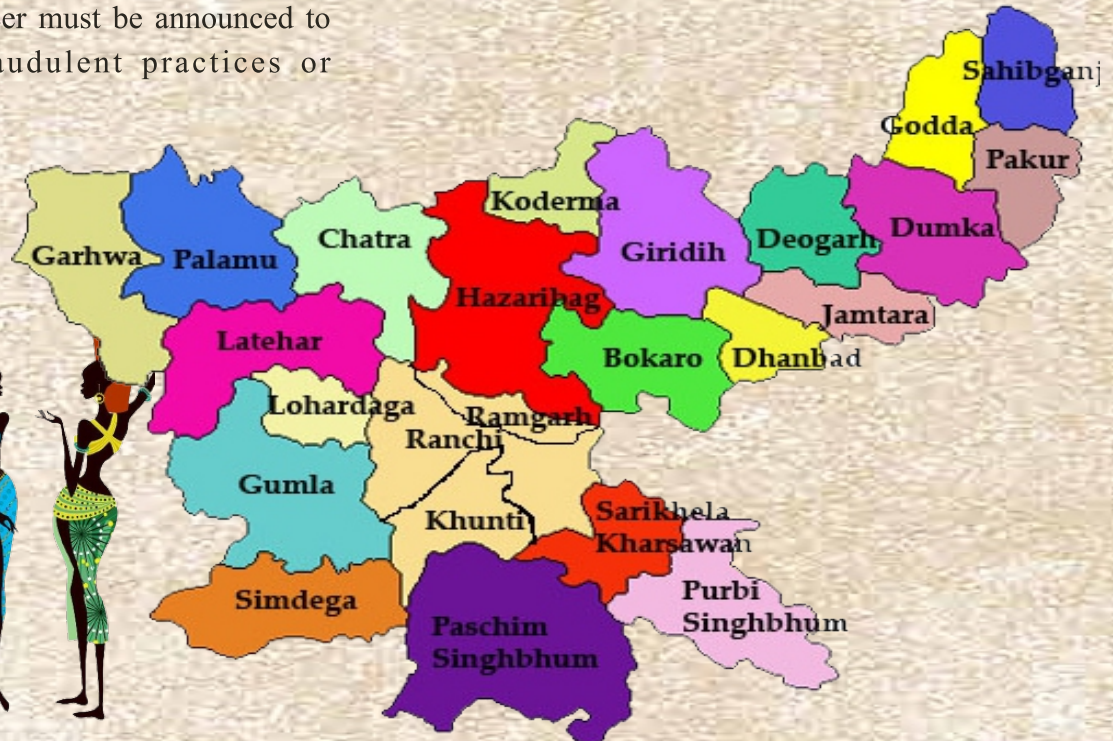 er must be announced to
audulent practices or
Sahibganj
Godda
Pakur
Koderma
Chatra
Giridih
Deogarh
Dumka
Garhwa
Palamu
Hazaribag
Jamtara
Latehar
Bokaro
Dhanbad
Lohardaga
Ramgarh
Ranchi
Gumla
Khunti
Sarikhela
Kharsawan
Simdega
Purbi
Singhbhum
Paschim
Singhbhum